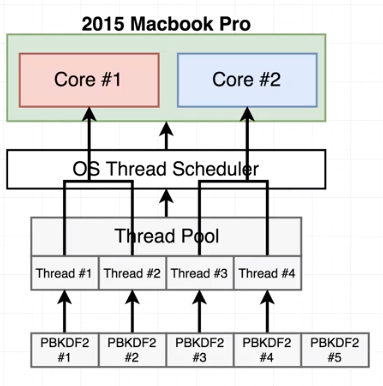 2015 Macbook Pro
Core #1
Core #2
OS Thread Scheduler
Thread Pool
Thread #1
Thread #2
Thread #3
Thread #4
PBKDF2
#1
PBKDF2
#2
PBKDF2
#3
PBKDF2
#4
PBKDF2
#5